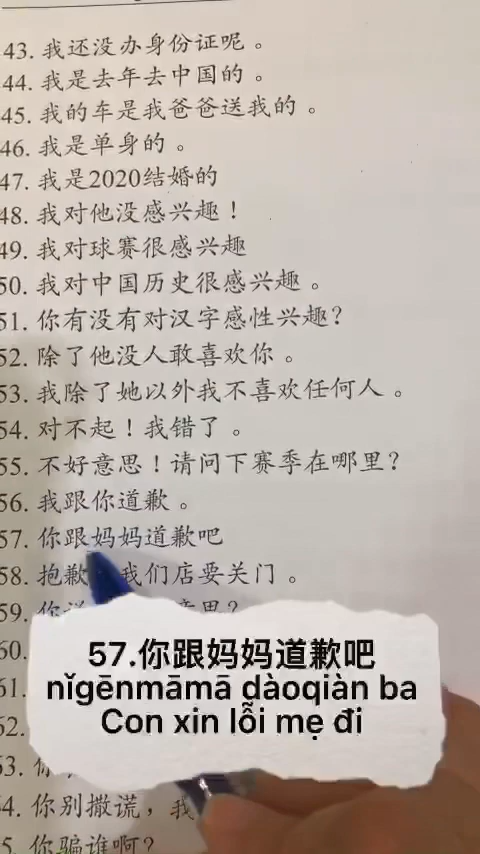 43. 我还没办身份证呢。
44. 我是去年去中国的。
45. 我的车是我爸爸送我的。
46. 我是单身的。
47. 我是2020结婚的
48. 我对他没感兴趣！
49. 我对球赛很感兴趣
50. 我对中国历史很感兴趣。
51. 你有没有对汉字感性兴趣？
52. 除了他没人敢喜欢你。
53. 我除了她以外我不喜欢任何人。
54. 对不起！我错了。
55. 不好意思！请问下赛季在哪里？
56. 我跟你道歉。
57. 你跟妈妈道歉吧
58. 抱歉 我们店要关门。
59. 你
60.
61.
62.
63. 你
64. 你别撒谎，我
5. 你骗谁啊？
57.你跟妈妈道歉吧
nǐgēnmāmā dàoqiàn ba
Con xin lỗi mẹ đi